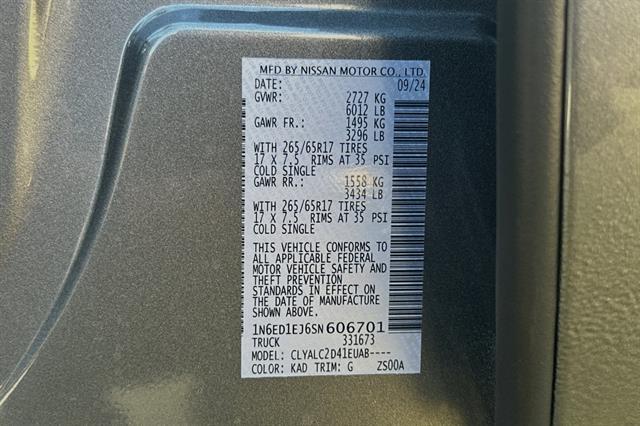 MFD BY NISSAN MOTOR CO., LTD.
DATE: 09/24
GVWR: 2727 KG
6012 LB
GAWR FR.: 1495 KG
3296 LB
WITH 265/65R17 TIRES
17 X 7.5 RIMS AT 35 PSI
COLD SINGLE
GAWR RR.: 1558 KG
3434 LB
WITH 265/65R17 TIRES
17 X 7.5 RIMS AT 35 PSI
COLD SINGLE
THIS VEHICLE CONFORMS TO
ALL APPLICABLE FEDERAL
MOTOR VEHICLE SAFETY AND
THEFT PREVENTION
STANDARDS IN EFFECT ON
THE DATE OF MANUFACTURE
SHOWN ABOVE.
1N6ED1EJ6SN606701
TRUCK 331673
MODEL: CLYALC2D41EUAB----
COLOR: KAD TRIM: G ZS00A